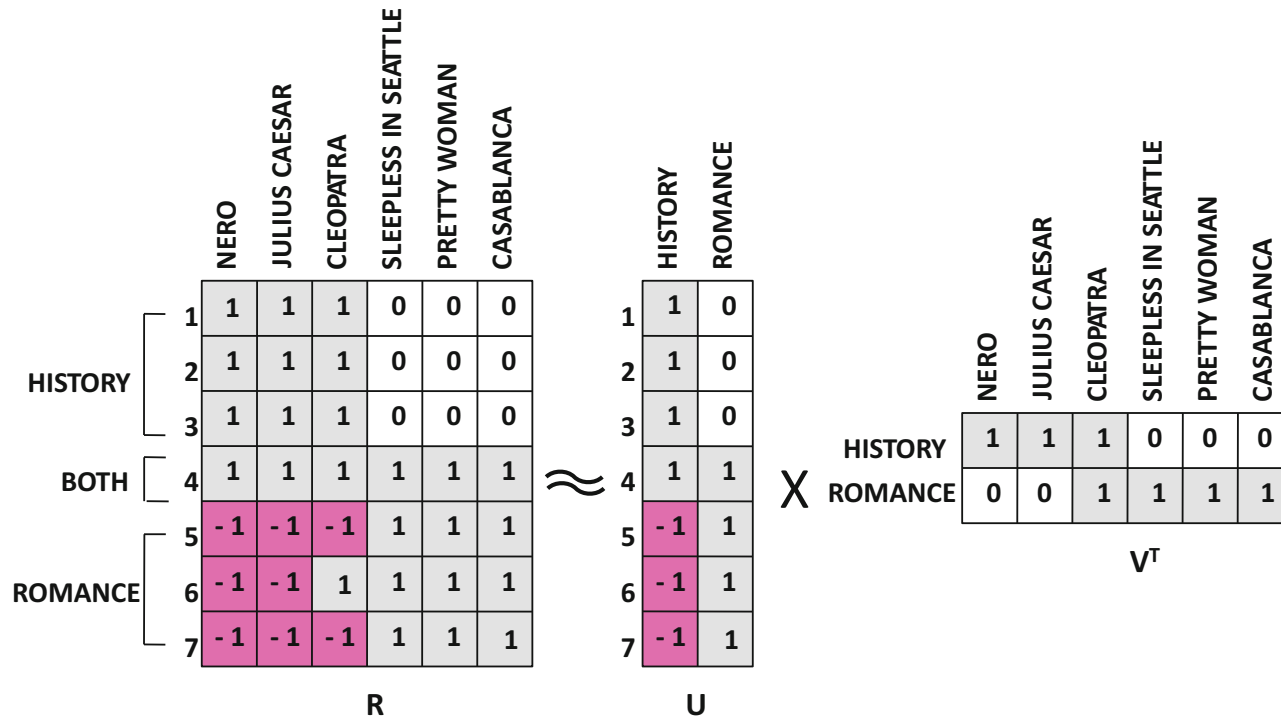 NERO JULIUS CAESAR CLEOPATRA SLEEPLESS IN SEATTLE PRETTY WOMAN CASABLANCA
HISTORY
BOTH
ROMANCE
1 1 1 1 0 0 0
2 1 1 1 0 0 0
3 1 1 1 0 0 0
4 1 1 1 1 1 1
5 - 1 - 1 - 1 1 1 1
6 - 1 - 1 1 1 1 1
7 - 1 - 1 - 1 1 1 1
R
≈
HISTORY ROMANCE
1 1 0
2 1 0
3 1 0
4 1 1
5 - 1 1
6 - 1 1
7 - 1 1
U
X
NERO JULIUS CAESAR CLEOPATRA SLEEPLESS IN SEATTLE PRETTY WOMAN CASABLANCA
HISTORY 1 1 1 0 0 0
ROMANCE 0 0 1 1 1 1
Vᵀ